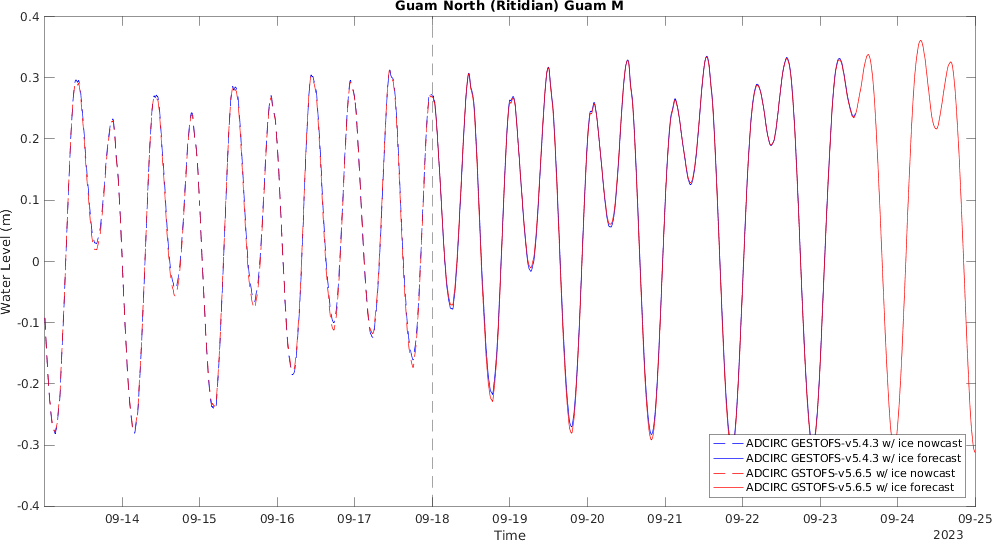 Guam North (Ritidian) Guam M
Water Level (m)
0.4
0.3
0.2
0.1
0
-0.1
-0.2
-0.3
-0.4
ADCIRC GESTOFS-v5.4.3 w/ ice nowcast
ADCIRC GESTOFS-v5.4.3 w/ ice forecast
ADCIRC GSTOFS-v5.6.5 w/ ice nowcast
ADCIRC GSTOFS-v5.6.5 w/ ice forecast
09-14 09-15 09-16 09-17 09-18 09-19 09-20 09-21 09-22 09-23 09-24 09-25
Time
2023